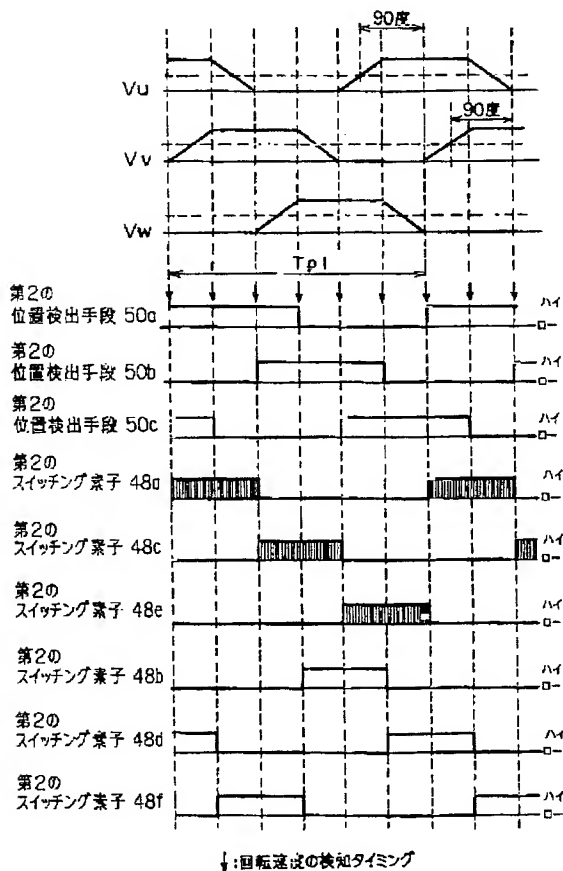 90度
Vu
90度
Vv
Vw
Tp1
第2の
位置検出手段 50a
ハイ
ロー
第2の
位置検出手段 50b
ハイ
ロー
第2の
位置検出手段 50c
ハイ
ロー
第2の
スイッチング素子 48a
ハイ
ロー
第2の
スイッチング素子 48c
ハイ
ロー
第2の
スイッチング素子 48e
ハイ
ロー
第2の
スイッチング素子 48b
ハイ
ロー
第2の
スイッチング素子 48d
ハイ
ロー
第2の
スイッチング素子 48f
ハイ
ロー
↓:回転速度の検知タイミング